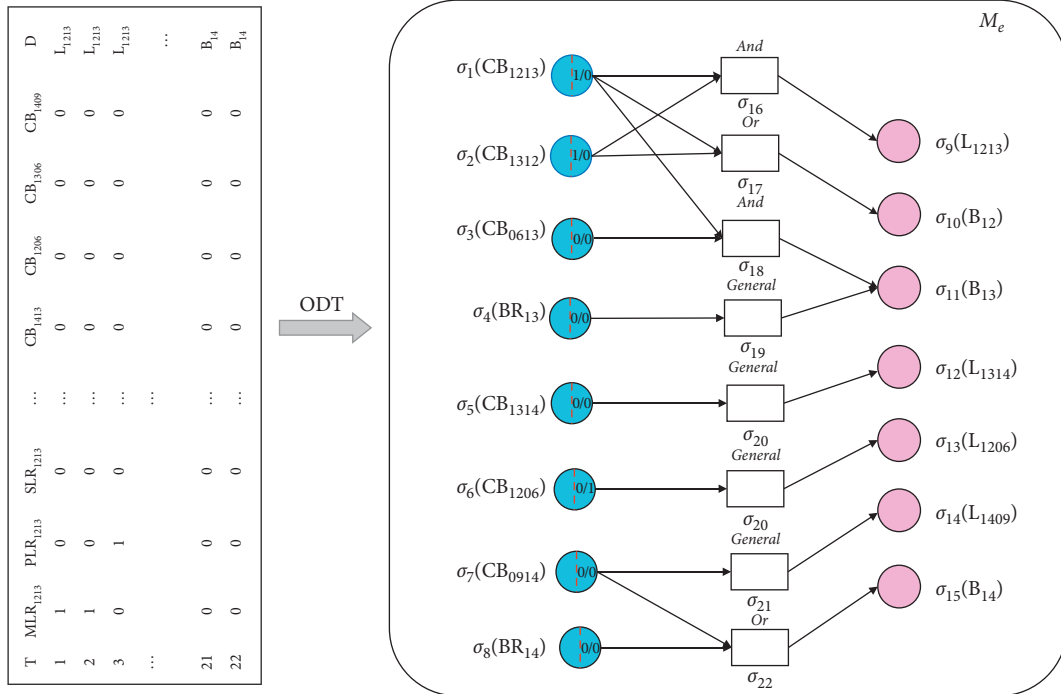 T MLR₁₂₁₃ PLR₁₂₁₃ SLR₁₂₁₃ … CB₁₄₁₃ CB₁₂₀₆ CB₁₃₀₆ CB₁₄₀₉ D
1 1 0 0 … 0 0 0 0 L₁₂₁₃
2 1 0 0 … 0 0 0 0 L₁₂₁₃
3 0 1 0 … 0 0 0 0 L₁₂₁₃
… … …
21 0 0 0 … 0 0 0 0 B₁₄
22 0 0 0 … 0 0 0 0 B₁₄
ODT
Mₑ
σ₁(CB₁₂₁₃)
1/0
And
σ₁₆
σ₉(L₁₂₁₃)
σ₂(CB₁₃₁₂)
1/0
Or
σ₁₇
σ₁₀(B₁₂)
σ₃(CB₀₆₁₃)
0/0
And
σ₁₈
σ₁₁(B₁₃)
σ₄(BR₁₃)
0/0
General
σ₁₉
σ₅(CB₁₃₁₄)
0/0
General
σ₂₀
σ₁₂(L₁₃₁₄)
σ₆(CB₁₂₀₆)
0/1
General
σ₂₀
σ₁₃(L₁₂₀₆)
σ₇(CB₀₉₁₄)
0/0
General
σ₂₁
σ₁₄(L₁₄₀₉)
σ₈(BR₁₄)
0/0
Or
σ₂₂
σ₁₅(B₁₄)